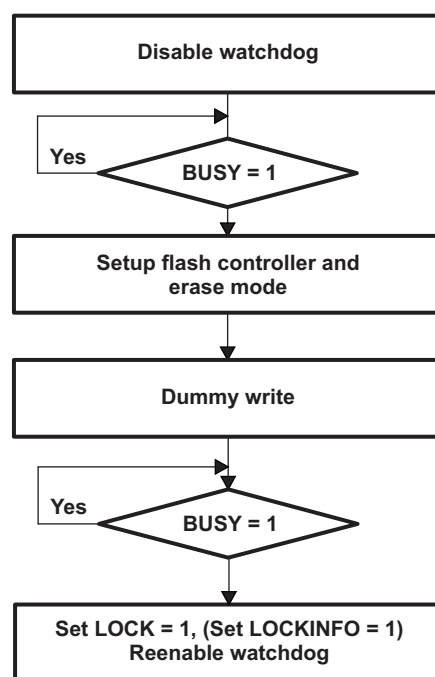 Disable watchdog
Yes
BUSY = 1
Setup flash controller and
erase mode
Dummy write
Yes
BUSY = 1
Set LOCK = 1, (Set LOCKINFO = 1)
Reenable watchdog